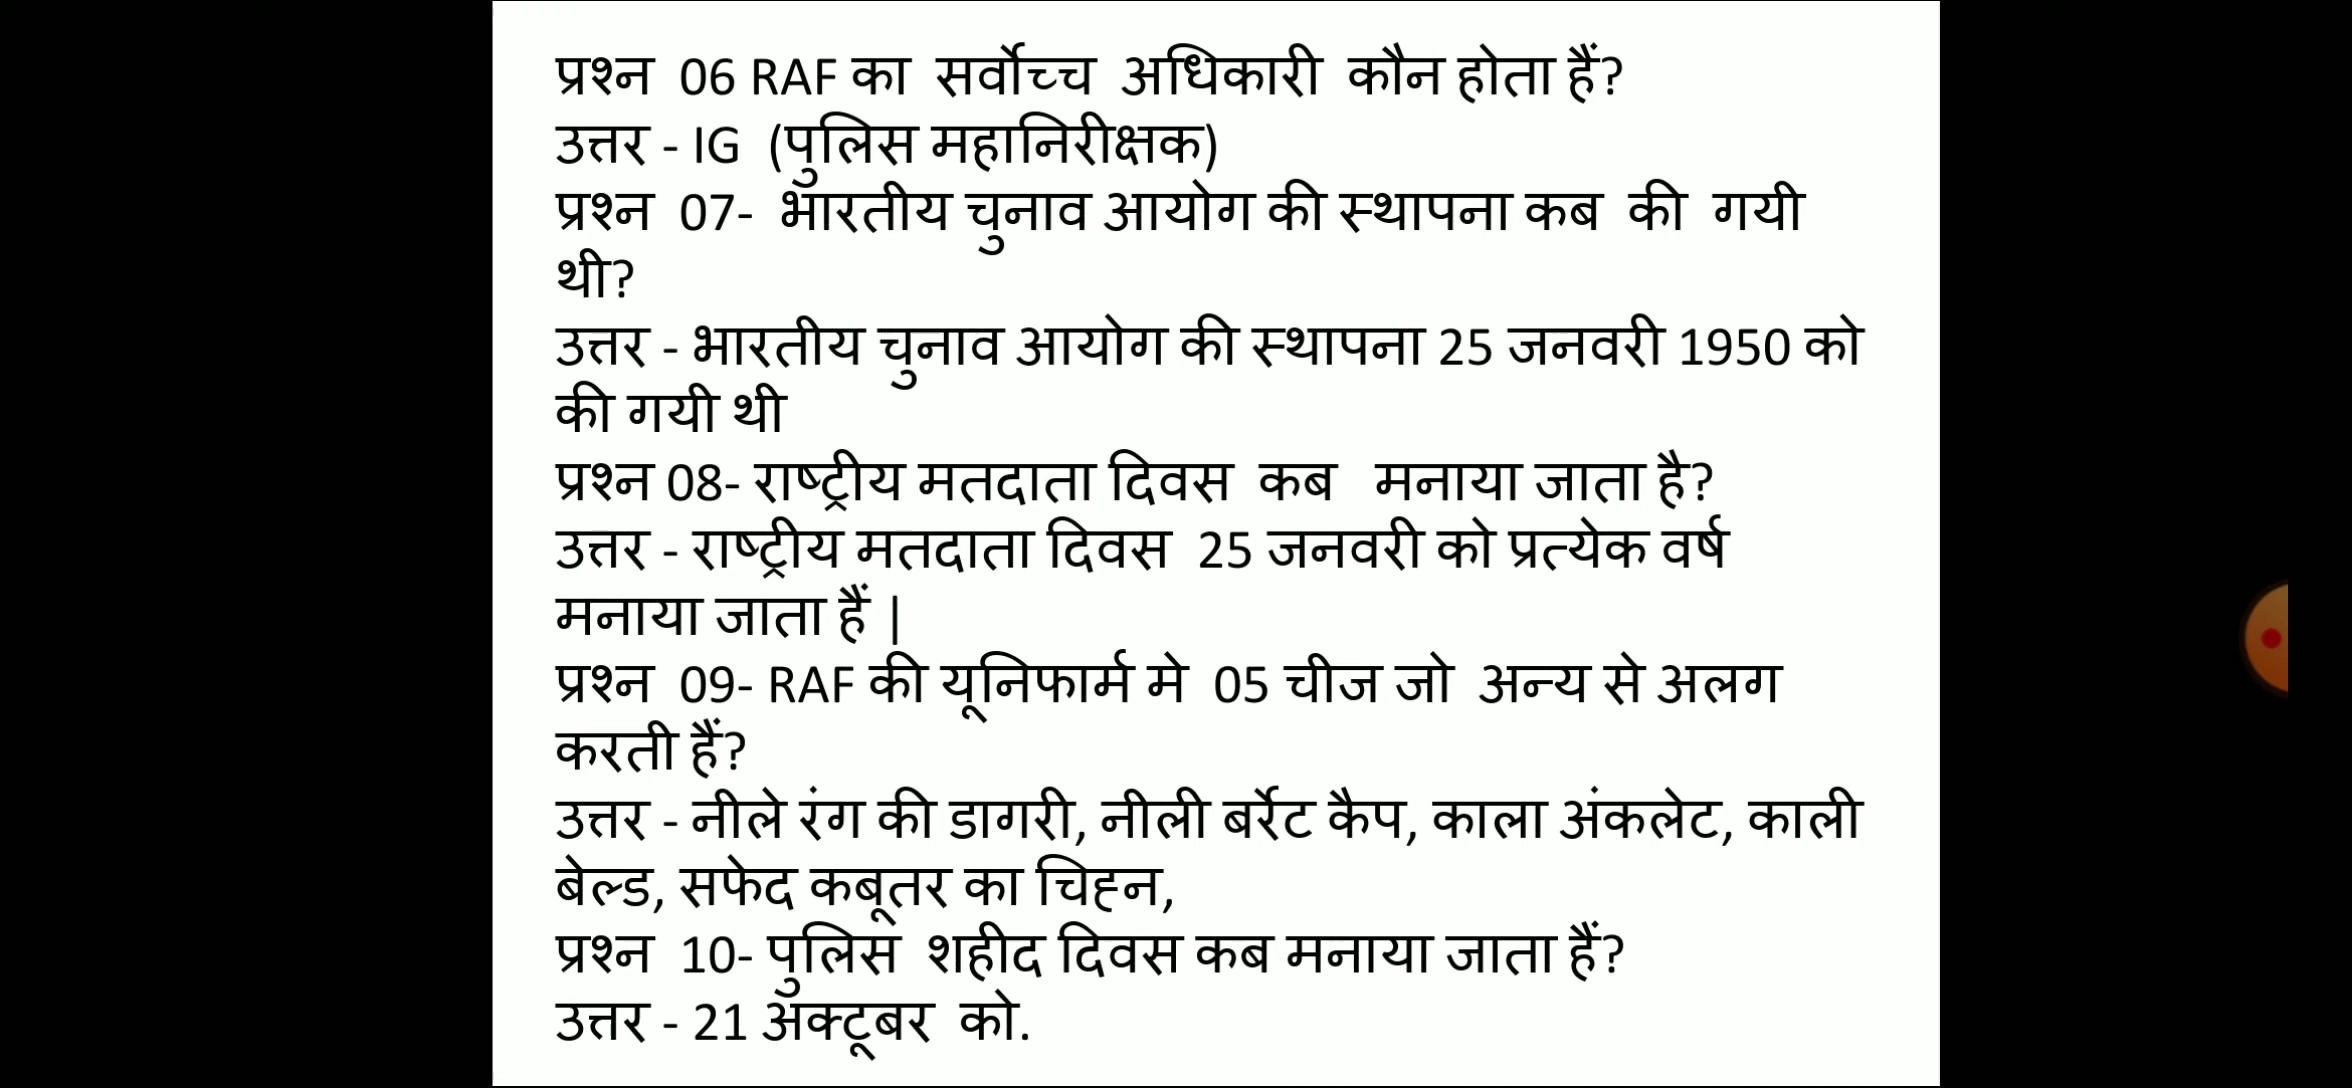 प्रश्न 06 RAF का सर्वोच्च अधिकारी कौन होता हैं?
उत्तर - IG (पुलिस महानिरीक्षक)
प्रश्न 07- भारतीय चुनाव आयोग की स्थापना कब की गयी
थी?
उत्तर - भारतीय चुनाव आयोग की स्थापना 25 जनवरी 1950 को
की गयी थी
प्रश्न 08- राष्ट्रीय मतदाता दिवस कब मनाया जाता है?
उत्तर - राष्ट्रीय मतदाता दिवस 25 जनवरी को प्रत्येक वर्ष
मनाया जाता हैं |
प्रश्न 09- RAF की यूनिफार्म मे 05 चीज जो अन्य से अलग
करती हैं?
उत्तर - नीले रंग की डागरी, नीली बर्रेट कैप, काला अंकलेट, काली
बेल्ड, सफेद कबूतर का चिह्न,
प्रश्न 10- पुलिस शहीद दिवस कब मनाया जाता हैं?
उत्तर - 21 अक्टूबर को.